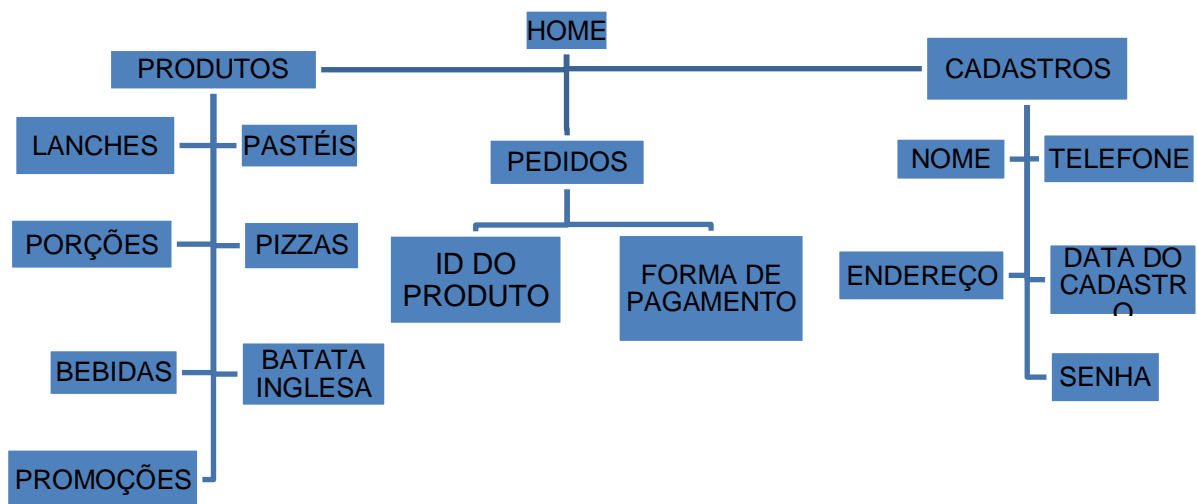 HOME
PRODUTOS
CADASTROS
LANCHES
PASTÉIS
PEDIDOS
NOME
TELEFONE
PORÇÕES
PIZZAS
ID DO
PRODUTO
FORMA DE
PAGAMENTO
ENDEREÇO
DATA DO
CADASTR
O
BEBIDAS
BATATA
INGLESA
SENHA
PROMOÇÕES